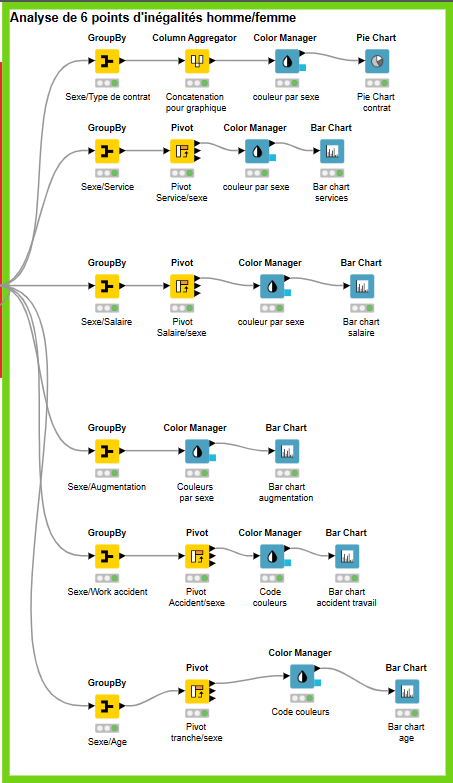 Analyse de 6 points d'inégalités homme/femme
GroupBy
Column Aggregator
Color Manager
Pie Chart
Sexe/Type de contrat
Concatenation
pour graphique
couleur par sexe
Pie Chart
contrat
GroupBy
Pivot
Color Manager
Bar Chart
Sexe/Service
Pivot
Service/sexe
couleur par sexe
Bar chart
services
GroupBy
Pivot
Color Manager
Bar Chart
Sexe/Salaire
Pivot
Salaire/sexe
couleur par sexe
Bar chart
salaire
GroupBy
Color Manager
Bar Chart
Sexe/Augmentation
Couleurs
par sexe
Bar chart
augmentation
GroupBy
Pivot
Color Manager
Bar Chart
Sexe/Work accident
Pivot
Accident/sexe
Code
couleurs
Bar chart
accident travail
GroupBy
Pivot
Color Manager
Bar Chart
Sexe/Age
Pivot
tranche/sexe
Code couleurs
Bar chart
age